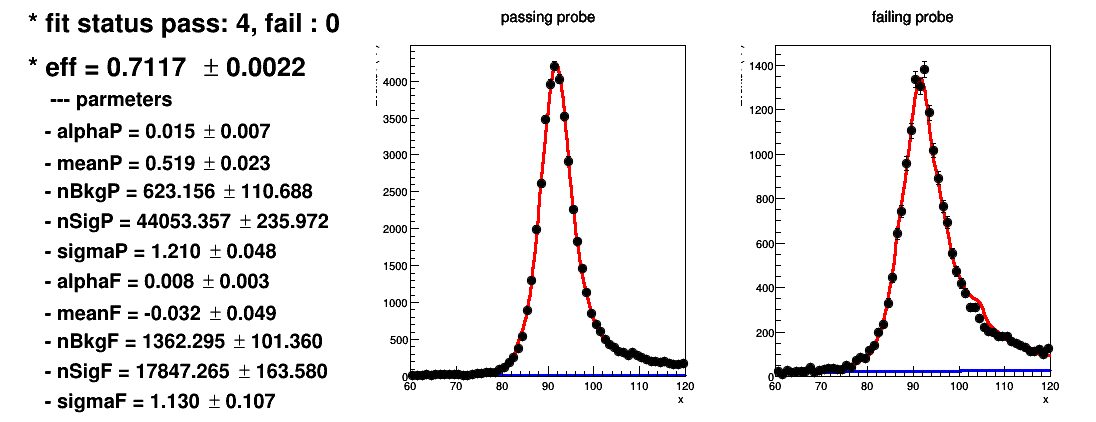 * fit status pass: 4, fail : 0
* eff = 0.7117 ± 0.0022
--- parmeters
- alphaP = 0.015 ± 0.007
- meanP = 0.519 ± 0.023
- nBkgP = 623.156 ± 110.688
- nSigP = 44053.357 ± 235.972
- sigmaP = 1.210 ± 0.048
- alphaF = 0.008 ± 0.003
- meanF = -0.032 ± 0.049
- nBkgF = 1362.295 ± 101.360
- nSigF = 17847.265 ± 163.580
- sigmaF = 1.130 ± 0.107
passing probe
4000
3500
3000
2500
2000
1500
1000
500
0
60 70 80 90 100 110 120
x
failing probe
1400
1200
1000
800
600
400
200
0
60 70 80 90 100 110 120
x